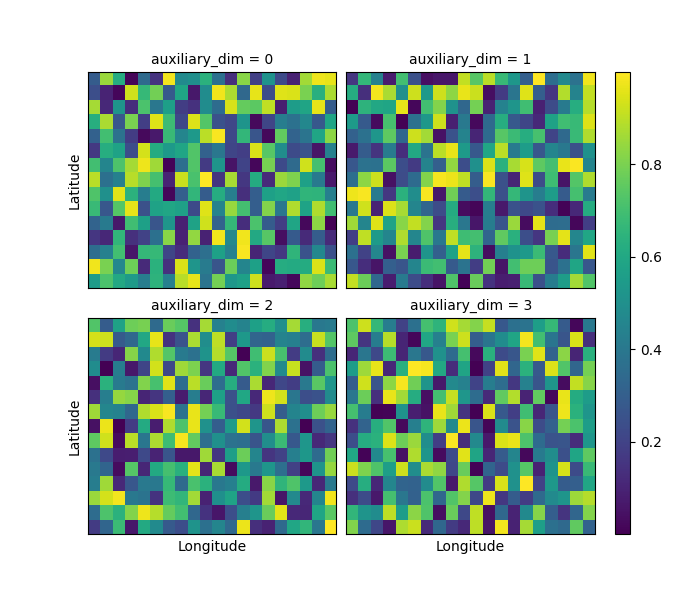 auxiliary_dim = 0
auxiliary_dim = 1
Latitude
0.8
0.6
auxiliary_dim = 2
auxiliary_dim = 3
0.4
Latitude
0.2
Longitude
Longitude